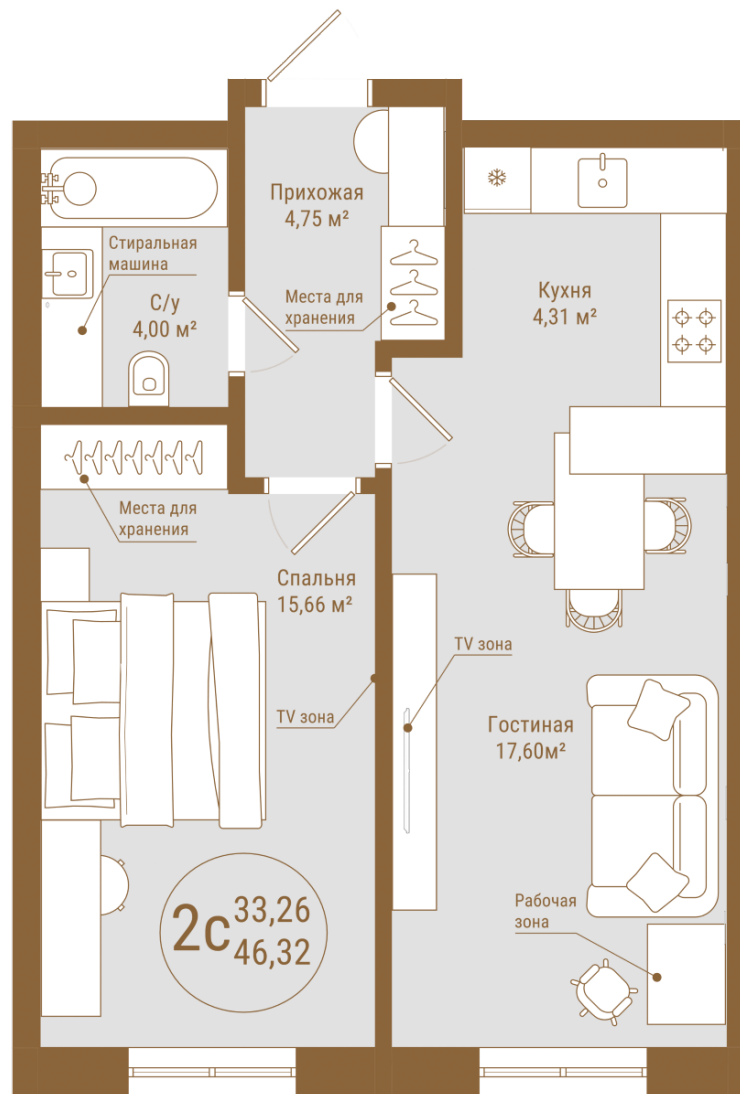 Прихожая
4,75 м²
Стиральная
машина
С/у
4,00 м²
Места для
хранения
Кухня
4,31 м²
Места для
хранения
Спальня
15,66 м²
TV зона
TV зона
Гостиная
17,60м²
Рабочая
зона
2с
33,26
46,32